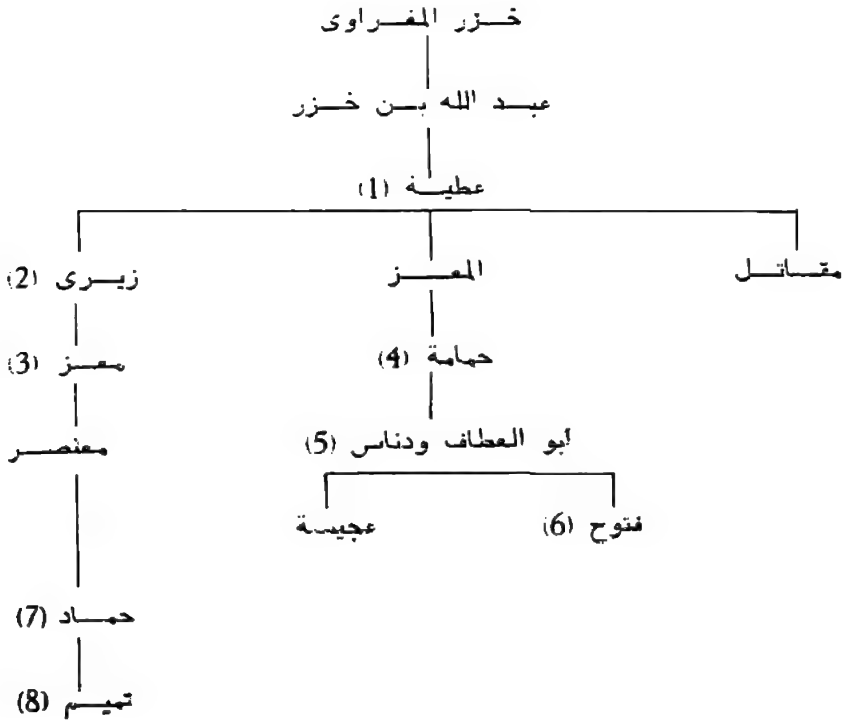 خزر المغراوى
عبد الله بن خزر
عطية (1)
مقاتل المعز زيرى (2)
حمامة (4) معز (3)
ابو العطاف ودناس (5) معنصر
فتوح (6) عجيسة
حماد (7)
تميم (8)